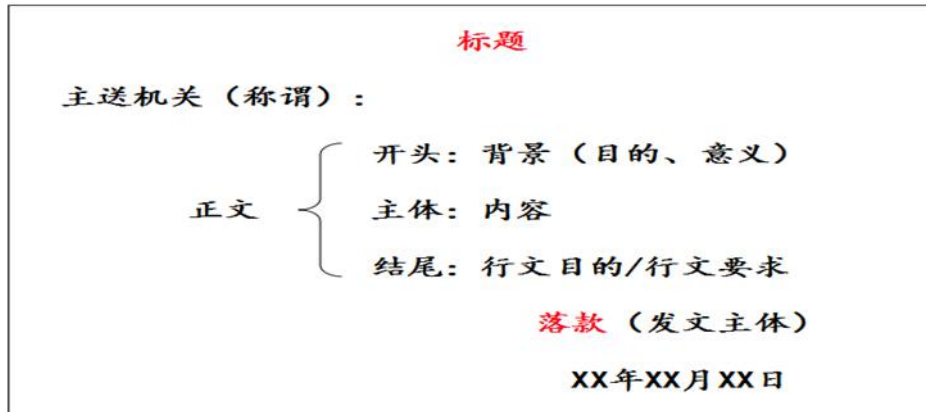 标题
主送机关（称谓）：
开头：背景（目的、意义）
正文
主体：内容
结尾：行文目的/行文要求
落款（发文主体）
XX年XX月XX日